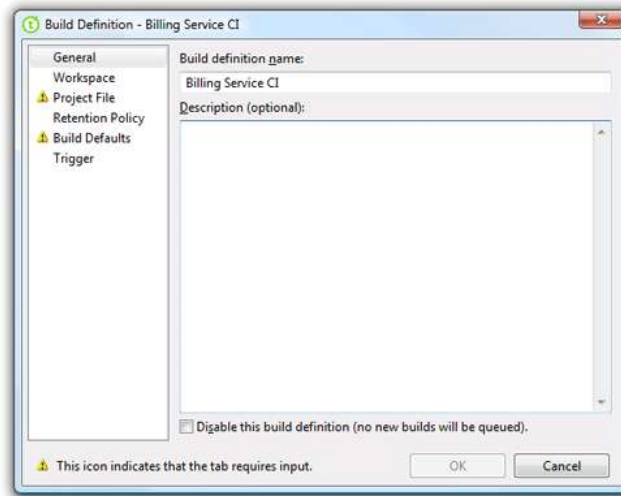 Build Definition - Billing Service CI
General
Workspace
Project File
Retention Policy
Build Defaults
Trigger
Build definition name:
Billing Service CI
Description (optional):
Disable this build definition (no new builds will be queued).
This icon indicates that the tab requires input.
OK
Cancel